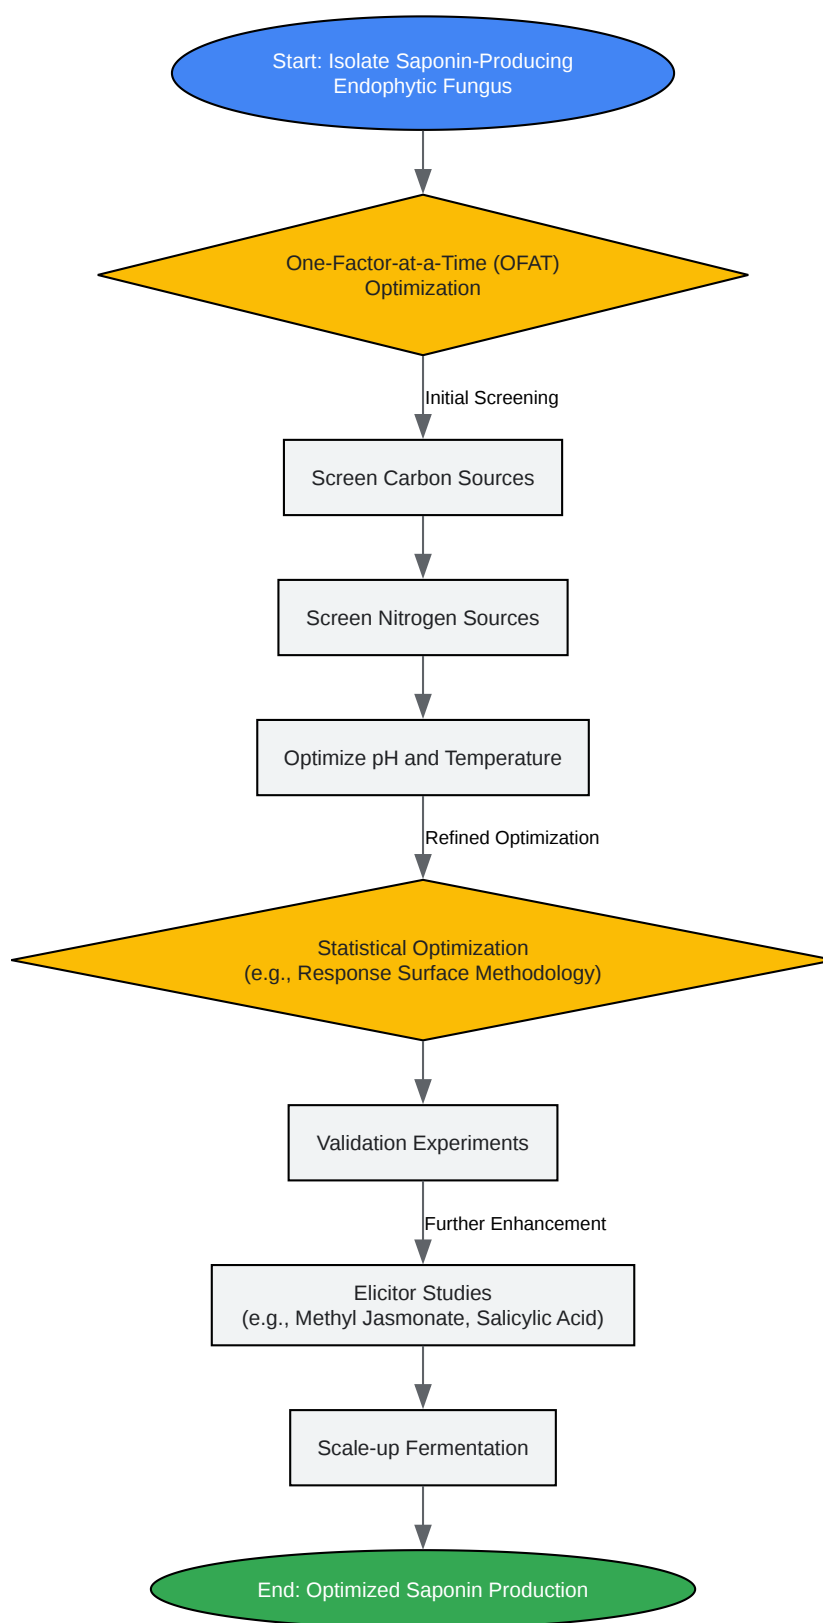 Start: Isolate Saponin-Producing
Endophytic Fungus
One-Factor-at-a-Time (OFAT)
Optimization
Initial Screening
Screen Carbon Sources
Screen Nitrogen Sources
Optimize pH and Temperature
Refined Optimization
Statistical Optimization
(e.g., Response Surface Methodology)
Validation Experiments
Further Enhancement
Elicitor Studies
(e.g., Methyl Jasmonate, Salicylic Acid)
Scale-up Fermentation
End: Optimized Saponin Production